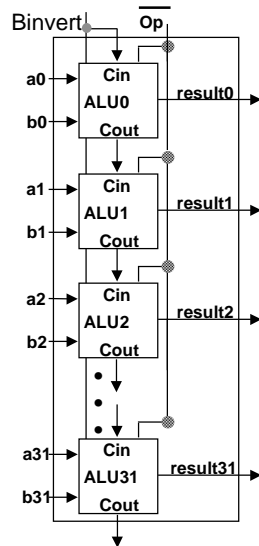 Binvert Op
a0 Cin
ALU0 result0
b0
Cout
a1 Cin
ALU1 result1
b1
Cout
a2 Cin
ALU2 result2
b2
Cout
a31 Cin
ALU31 result31
b31
Cout